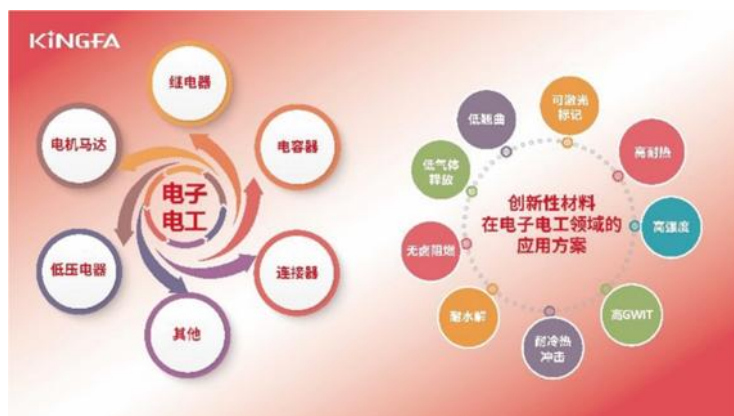 KINGFA
继电器
电机马达
电容器
电子
电工
低压电器
连接器
其他
可激光
标记
低翘曲
高耐热
低气体
释放
创新性材料
在电子电工领域的
应用方案
高强度
无卤阻燃
高GWIT
耐水解
耐冷热
冲击